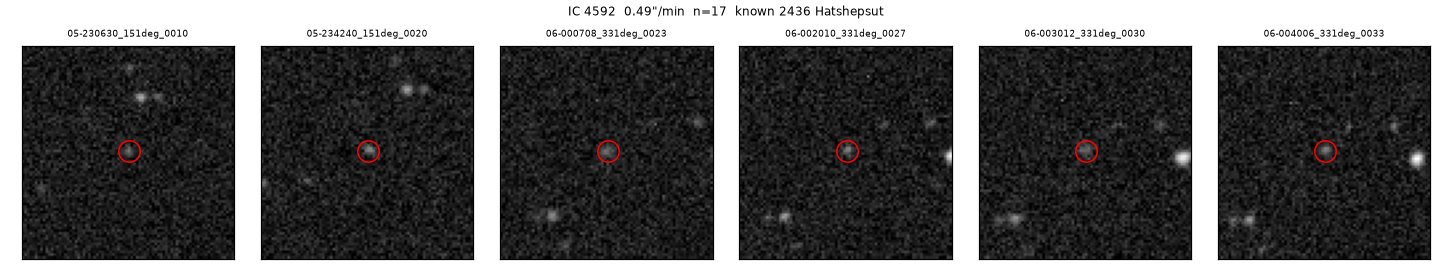 IC 4592  0.49"/min  n=17  known 2436 Hatshepsut
05-230630_151deg_0010
05-234240_151deg_0020
06-000708_331deg_0023
06-002010_331deg_0027
06-003012_331deg_0030
06-004006_331deg_0033